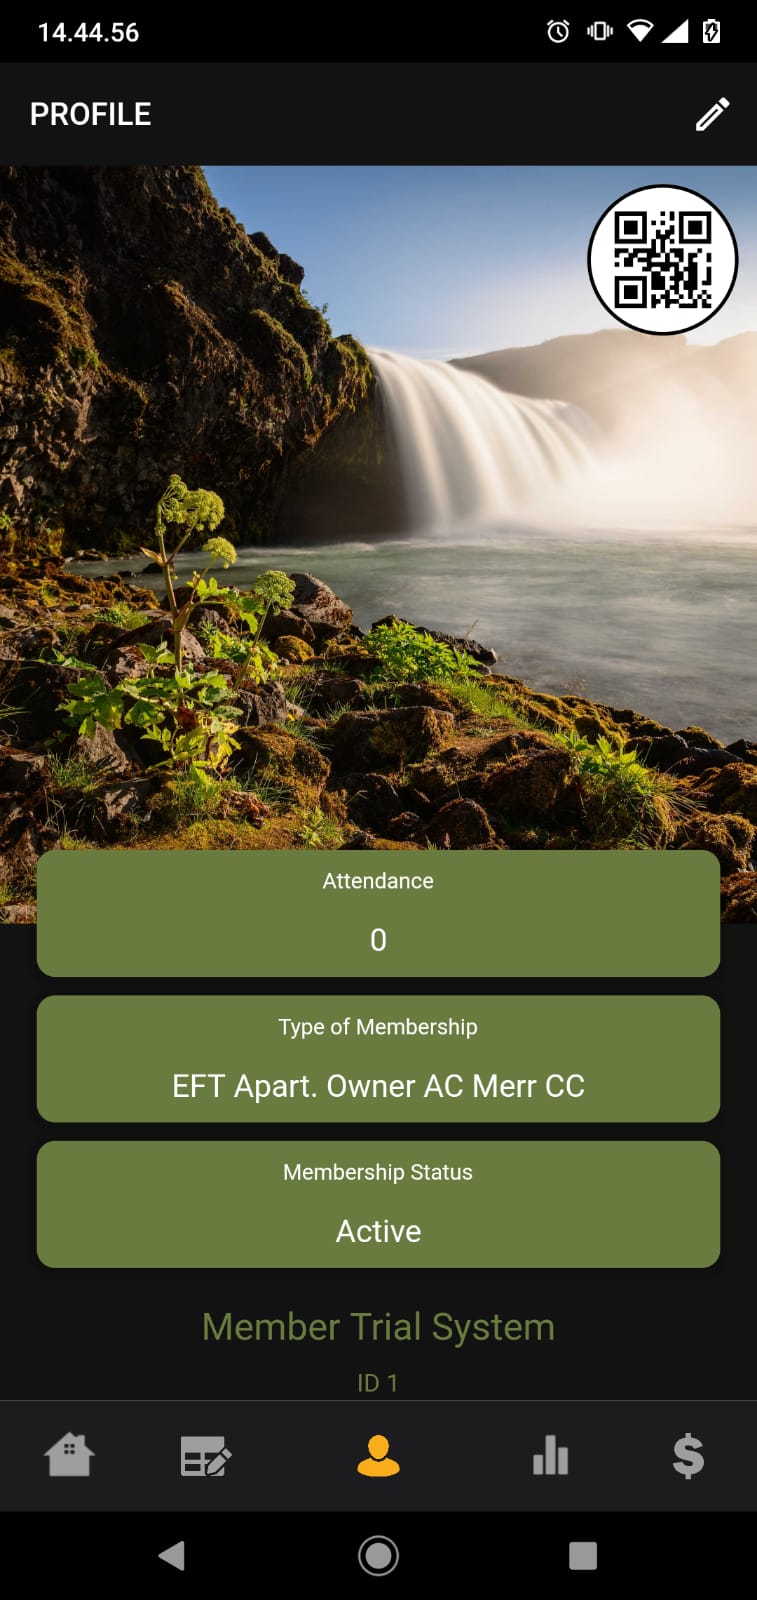 14.44.56
PROFILE
Attendance
0
Type of Membership
EFT Apart. Owner AC Merr CC
Membership Status
Active
Member Trial System
ID 1